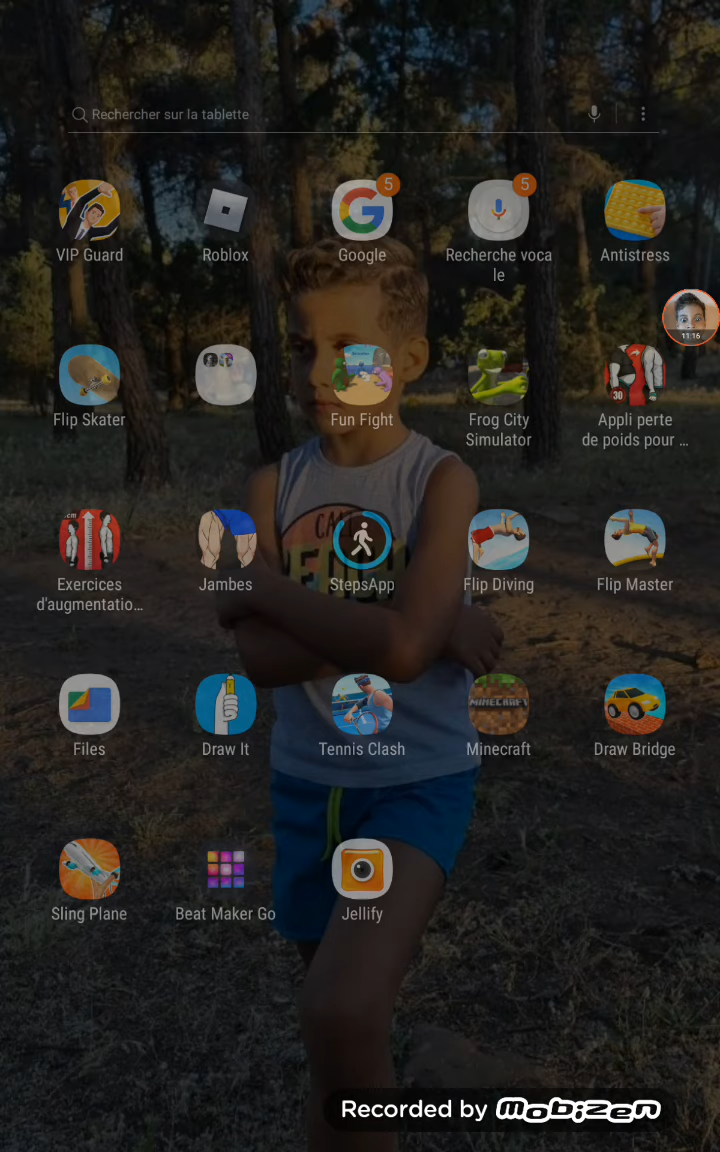 Rechercher sur la tablette
5
5
VIP Guard
Roblox
Google
Recherche voca
le
Antistress
11:16
30
Flip Skater
Fun Fight
Frog City
Simulator
Appli perte
de poids pour ...
cm
MINECRAFT
Exercices
d'augmentatio...
Jambes
StepsApp
Flip Diving
Flip Master
Files
Draw It
Tennis Clash
Minecraft
Draw Bridge
Sling Plane
Beat Maker Go
Jellify
Recorded by Mobizen